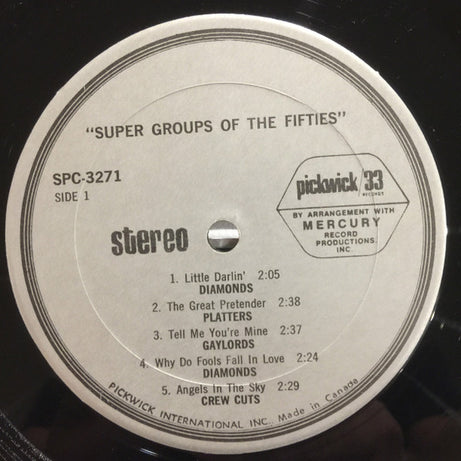 "SUPER GROUPS OF THE FIFTIES"
SPC-3271
SIDE 1
pickwick/33
RECORDS
BY ARRANGEMENT WITH
MERCURY
RECORD
PRODUCTIONS,
INC.
stereo
1. Little Darlin' 2:05
DIAMONDS
2. The Great Pretender 2:38
PLATTERS
3. Tell Me You're Mine 2:37
GAYLORDS
4. Why Do Fools Fall In Love 2:24
DIAMONDS
5. Angels In The Sky 2:29
CREW CUTS
PICKWICK INTERNATIONAL INC. Made in Canada